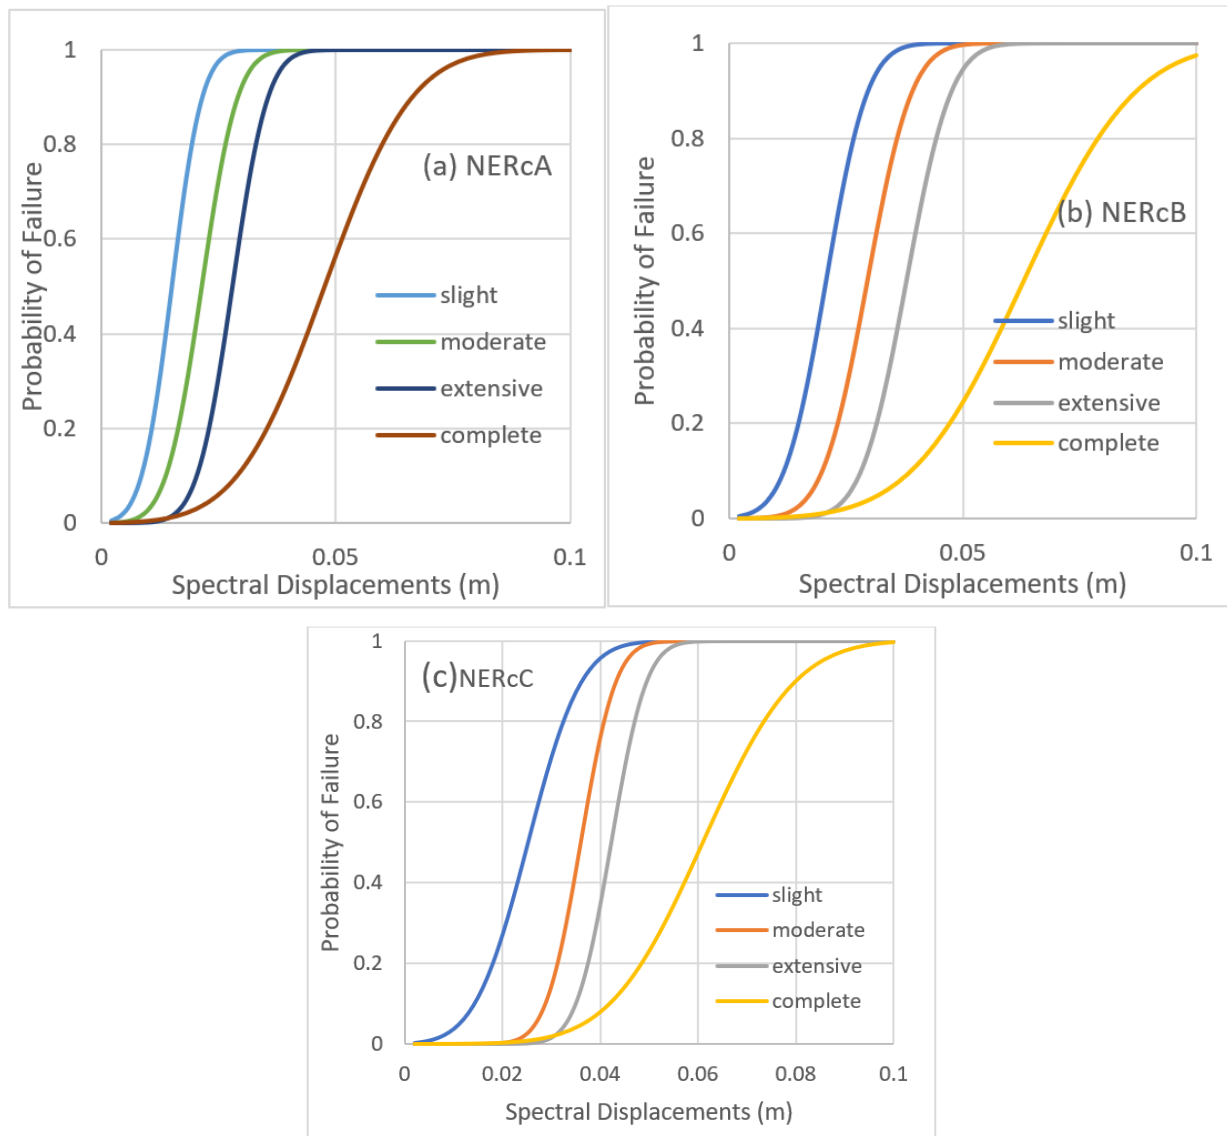 1
0.8
0.6
0.4
0.2
0
0
0.05
0.1
Probability of Failure
Spectral Displacements (m)
(a) NERcA
slight
moderate
extensive
complete
1
0.8
0.6
0.4
0.2
0
0
0.05
0.1
Probability of Failure
Spectral Displacements (m)
(b) NERcB
slight
moderate
extensive
complete
1
0.8
0.6
0.4
0.2
0
0
0.02
0.04
0.06
0.08
0.1
Probability of Failure
Spectral Displacements (m)
(c)NERcC
slight
moderate
extensive
complete